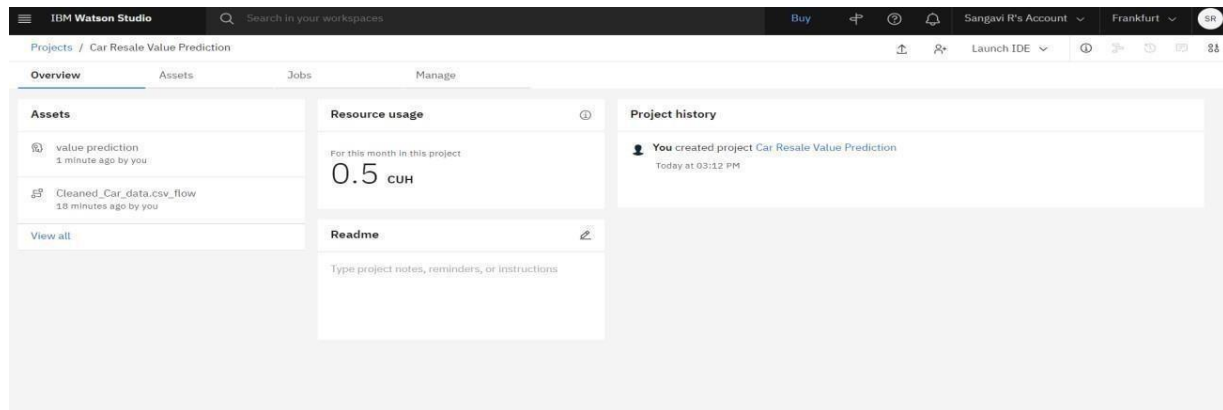 IBM Watson Studio
Search in your workspaces
Buy
Sangavi R's Account
Frankfurt
SR
Projects / Car Resale Value Prediction
Launch IDE
Overview
Assets
Jobs
Manage
Assets
value prediction
1 minute ago by you
Cleaned_Car_data.csv_flow
18 minutes ago by you
View all
Resource usage
For this month in this project
0.5 CUH
Readme
Type project notes, reminders, or instructions
Project history
You created project Car Resale Value Prediction
Today at 03:12 PM